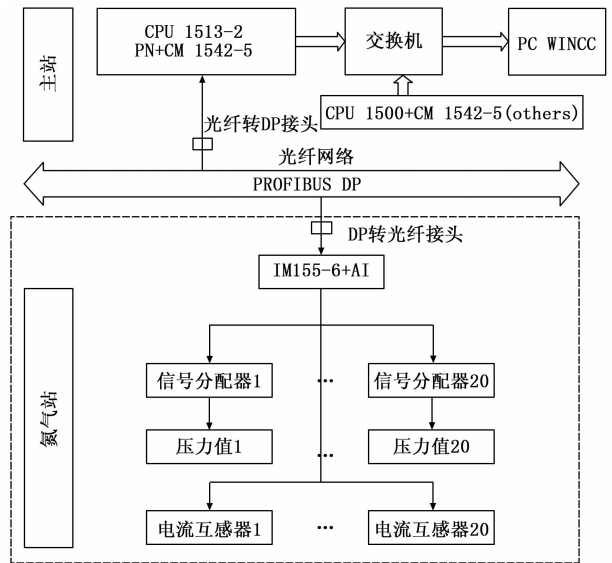 主站
CPU 1513-2
PN+CM 1542-5
交换机
PC WINCC
CPU 1500+CM 1542-5(others)
光纤转DP接头
光纤网络
PROFIBUS DP
DP转光纤接头
IM155-6+AI
氮气站
信号分配器1
...
信号分配器20
压力值1
...
压力值20
电流互感器1
...
电流互感器20